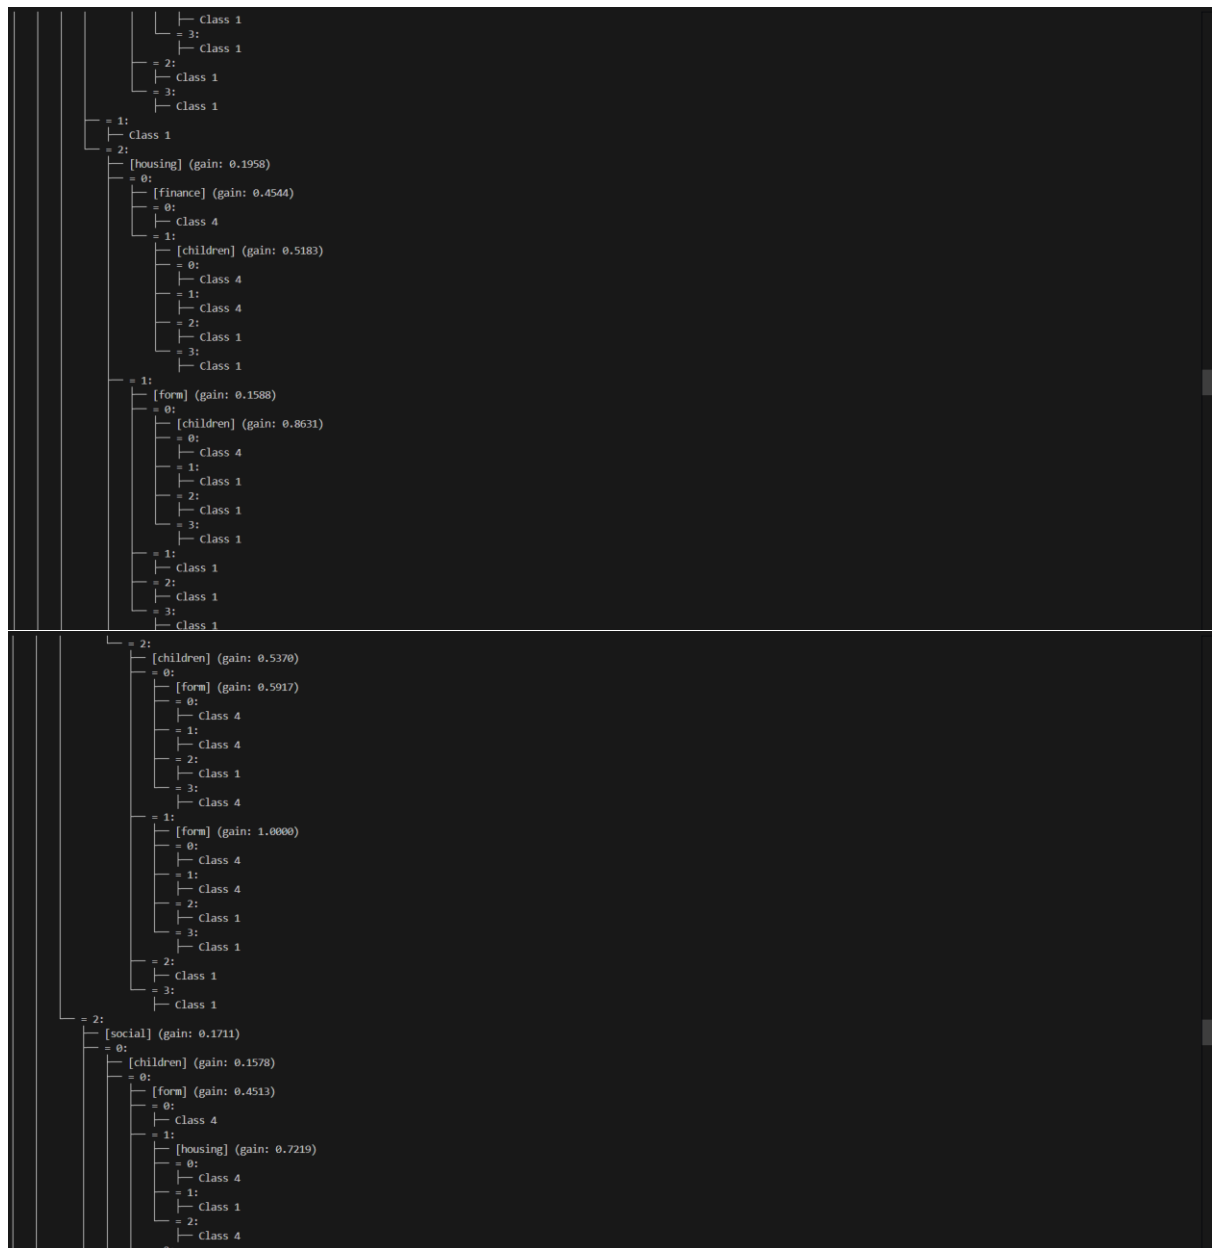 Class 1
= 3:
Class 1
= 2:
Class 1
= 3:
Class 1
= 1:
Class 1
= 2:
[housing] (gain: 0.1958)
= 0:
[finance] (gain: 0.4544)
= 0:
Class 4
= 1:
[children] (gain: 0.5183)
= 0:
Class 4
= 1:
Class 4
= 2:
Class 1
= 3:
Class 1
= 1:
[form] (gain: 0.1588)
= 0:
[children] (gain: 0.8631)
= 0:
Class 4
= 1:
Class 1
= 2:
Class 1
= 3:
Class 1
= 1:
Class 1
= 2:
Class 1
= 3:
Class 1
= 2:
[children] (gain: 0.5370)
= 0:
[form] (gain: 0.5917)
= 0:
Class 4
= 1:
Class 4
= 2:
Class 1
= 3:
Class 4
= 1:
[form] (gain: 1.0000)
= 0:
Class 4
= 1:
Class 4
= 2:
Class 1
= 3:
Class 1
= 2:
Class 1
= 3:
Class 1
= 2:
[social] (gain: 0.1711)
= 0:
[children] (gain: 0.1578)
= 0:
[form] (gain: 0.4513)
= 0:
Class 4
= 1:
[housing] (gain: 0.7219)
= 0:
Class 4
= 1:
Class 1
= 2:
Class 4